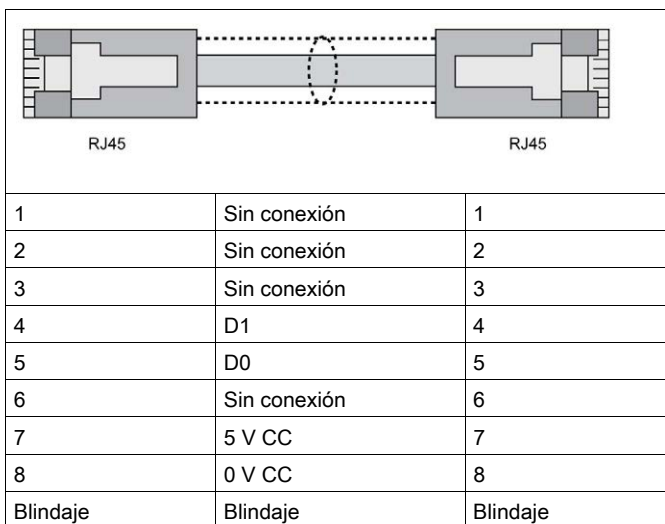 RJ45 RJ45
1 Sin conexión 1
2 Sin conexión 2
3 Sin conexión 3
4 D1 4
5 D0 5
6 Sin conexión 6
7 5 V CC 7
8 0 V CC 8
Blindaje Blindaje Blindaje